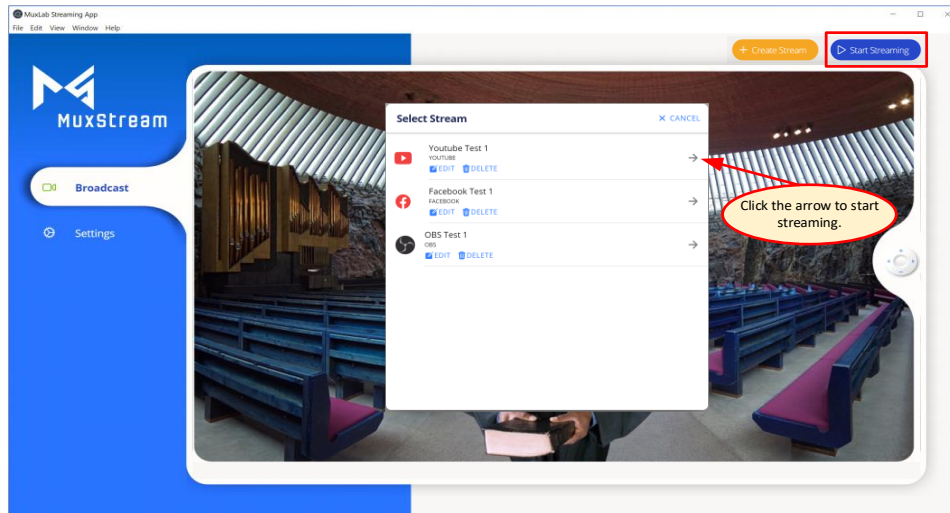 MuxLab Streaming App
File Edit View Window Help
+ Create Stream
Start Streaming
MuxStream
Select Stream
× CANCEL
Youtube Test 1
YOUTUBE
EDIT DELETE
Facebook Test 1
FACEBOOK
EDIT DELETE
OBS Test 1
OBS
EDIT DELETE
Click the arrow to start
streaming.
Broadcast
Settings